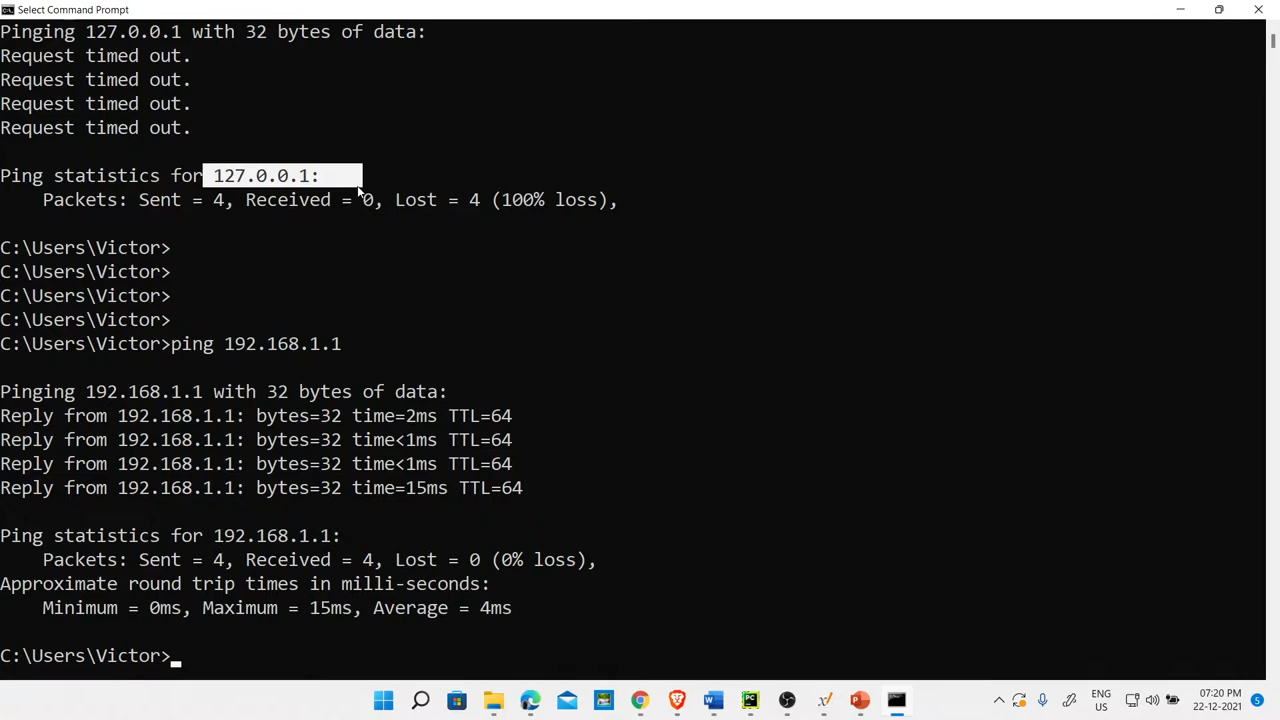 Select Command Prompt
Pinging 127.0.0.1 with 32 bytes of data:
Request timed out.
Request timed out.
Request timed out.
Request timed out.
Ping statistics for 127.0.0.1:
Packets: Sent = 4, Received = 0, Lost = 4 (100% loss),
C:\Users\Victor>
C:\Users\Victor>
C:\Users\Victor>
C:\Users\Victor>
C:\Users\Victor>ping 192.168.1.1
Pinging 192.168.1.1 with 32 bytes of data:
Reply from 192.168.1.1: bytes=32 time=2ms TTL=64
Reply from 192.168.1.1: bytes=32 time<1ms TTL=64
Reply from 192.168.1.1: bytes=32 time<1ms TTL=64
Reply from 192.168.1.1: bytes=32 time=15ms TTL=64
Ping statistics for 192.168.1.1:
Packets: Sent = 4, Received = 4, Lost = 0 (0% loss),
Approximate round trip times in milli-seconds:
Minimum = 0ms, Maximum = 15ms, Average = 4ms
C:\Users\Victor>
ENG 07:20 PM
US 22-12-2021 5